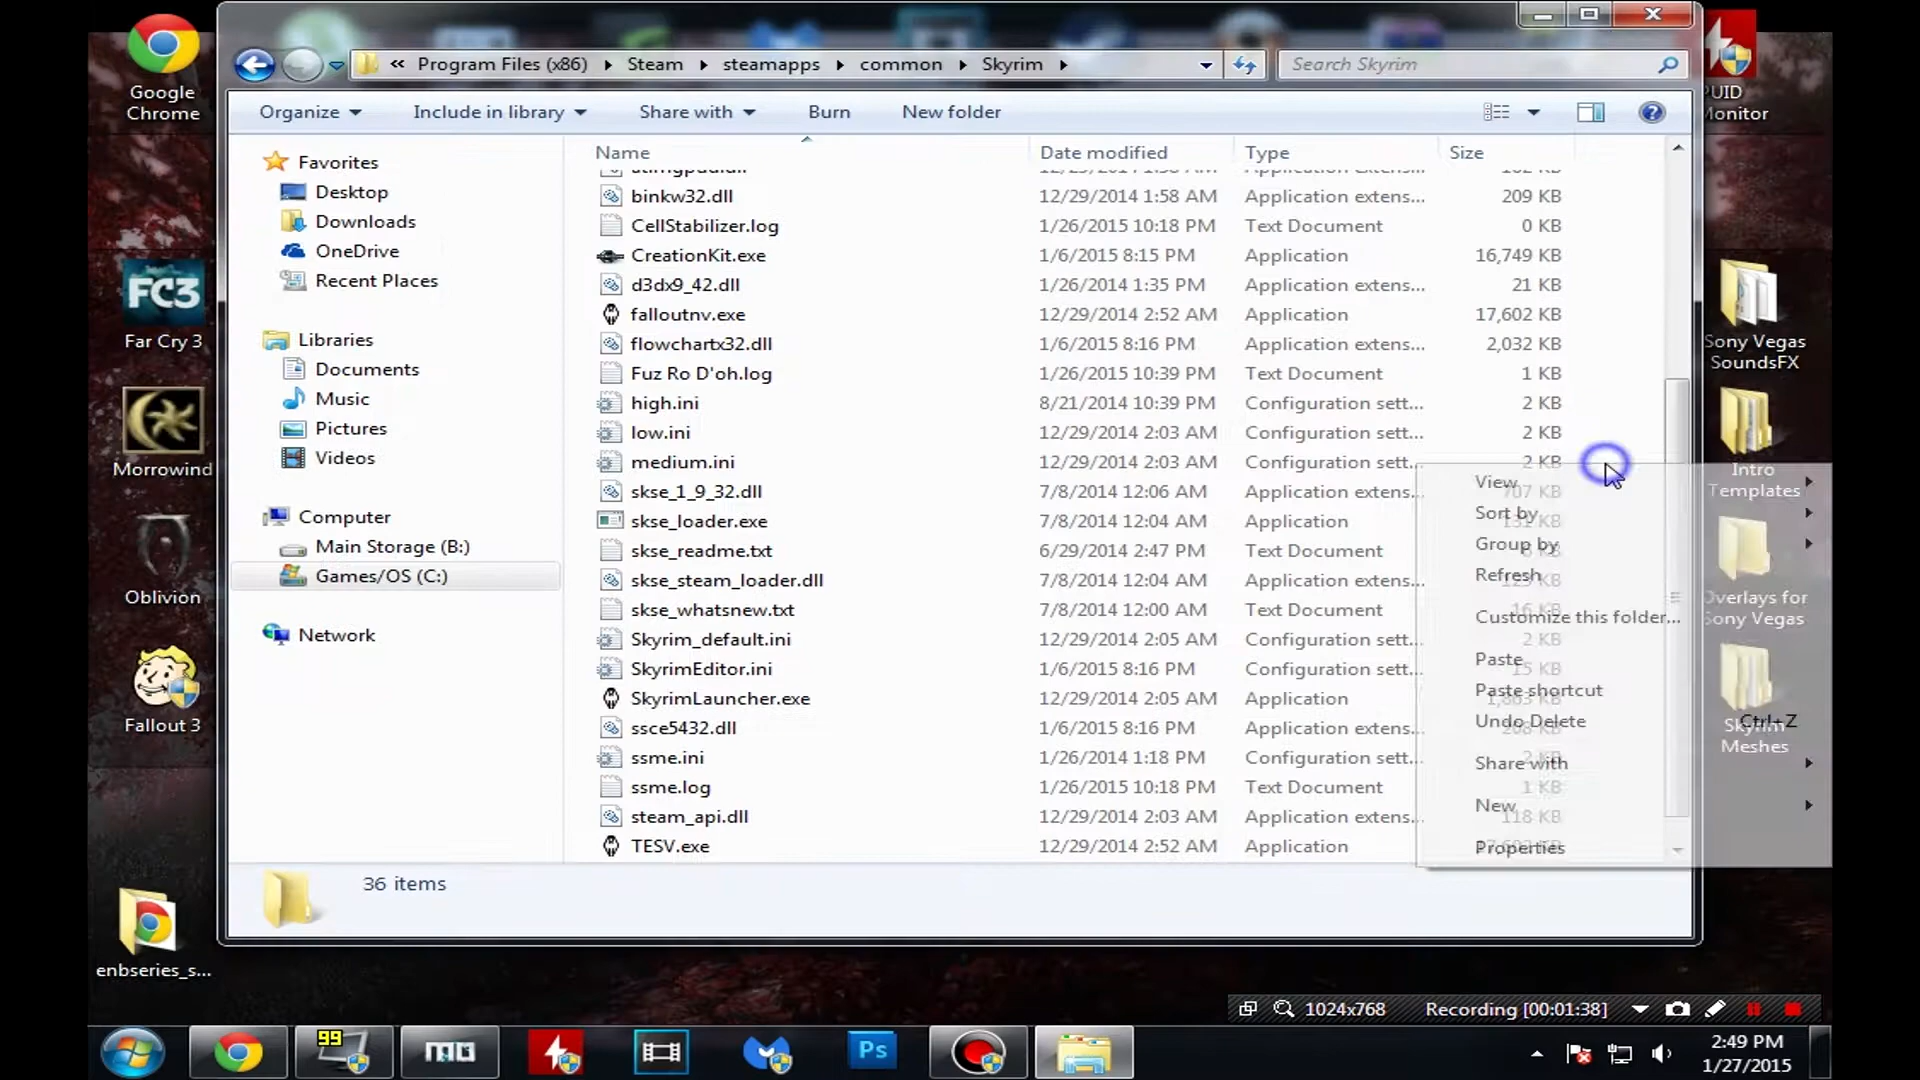 « Program Files (x86) Steam steamapps common Skyrim
Search Skyrim
Organize Include in library Share with Burn New folder
Name Date modified Type Size
Favorites
Desktop
Downloads
OneDrive
Recent Places
Libraries
Documents
Music
Pictures
Videos
Computer
Main Storage (B:)
Games/OS (C:)
Network
binkw32.dll 12/29/2014 1:58 AM Application extens... 209 KB
CellStabilizer.log 1/26/2015 10:18 PM Text Document 0 KB
CreationKit.exe 1/6/2015 8:15 PM Application 16,749 KB
d3dx9_42.dll 1/26/2014 1:35 PM Application extens... 21 KB
falloutnv.exe 12/29/2014 2:52 AM Application 17,602 KB
flowchartx32.dll 1/6/2015 8:16 PM Application extens... 2,032 KB
Fuz Ro D'oh.log 1/26/2015 10:39 PM Text Document 1 KB
high.ini 8/21/2014 10:39 PM Configuration sett... 2 KB
low.ini 12/29/2014 2:03 AM Configuration sett... 2 KB
medium.ini 12/29/2014 2:03 AM Configuration sett... 2 KB
skse_1_9_32.dll 7/8/2014 12:06 AM Application extens... 707 KB
skse_loader.exe 7/8/2014 12:04 AM Application
skse_readme.txt 6/29/2014 2:47 PM Text Document
skse_steam_loader.dll 7/8/2014 12:04 AM Application extens...
skse_whatsnew.txt 7/8/2014 12:00 AM Text Document 16 KB
Skyrim_default.ini 12/29/2014 2:05 AM Configuration sett... 2 KB
SkyrimEditor.ini 1/6/2015 8:16 PM Configuration sett...
SkyrimLauncher.exe 12/29/2014 2:05 AM Application
ssce5432.dll 1/6/2015 8:16 PM Application extens...
ssme.ini 1/26/2014 1:18 PM Configuration sett... 2 KB
ssme.log 1/26/2015 10:18 PM Text Document 1 KB
steam_api.dll 12/29/2014 2:03 AM Application extens... 118 KB
TESV.exe 12/29/2014 2:52 AM Application
View
Sort by
Group by
Refresh
Customize this folder...
Paste
Paste shortcut
Undo Delete Ctrl+Z
Share with
New
Properties
36 items
Google
Chrome
FC3
Far Cry 3
Morrowind
Oblivion
Fallout 3
enbseries_s...
Sony Vegas
SoundsFX
Intro
Templates
Overlays for
Sony Vegas
Skyrim
Meshes
1024x768 Recording [00:01:38]
99
MO
Ps
2:49 PM
1/27/2015